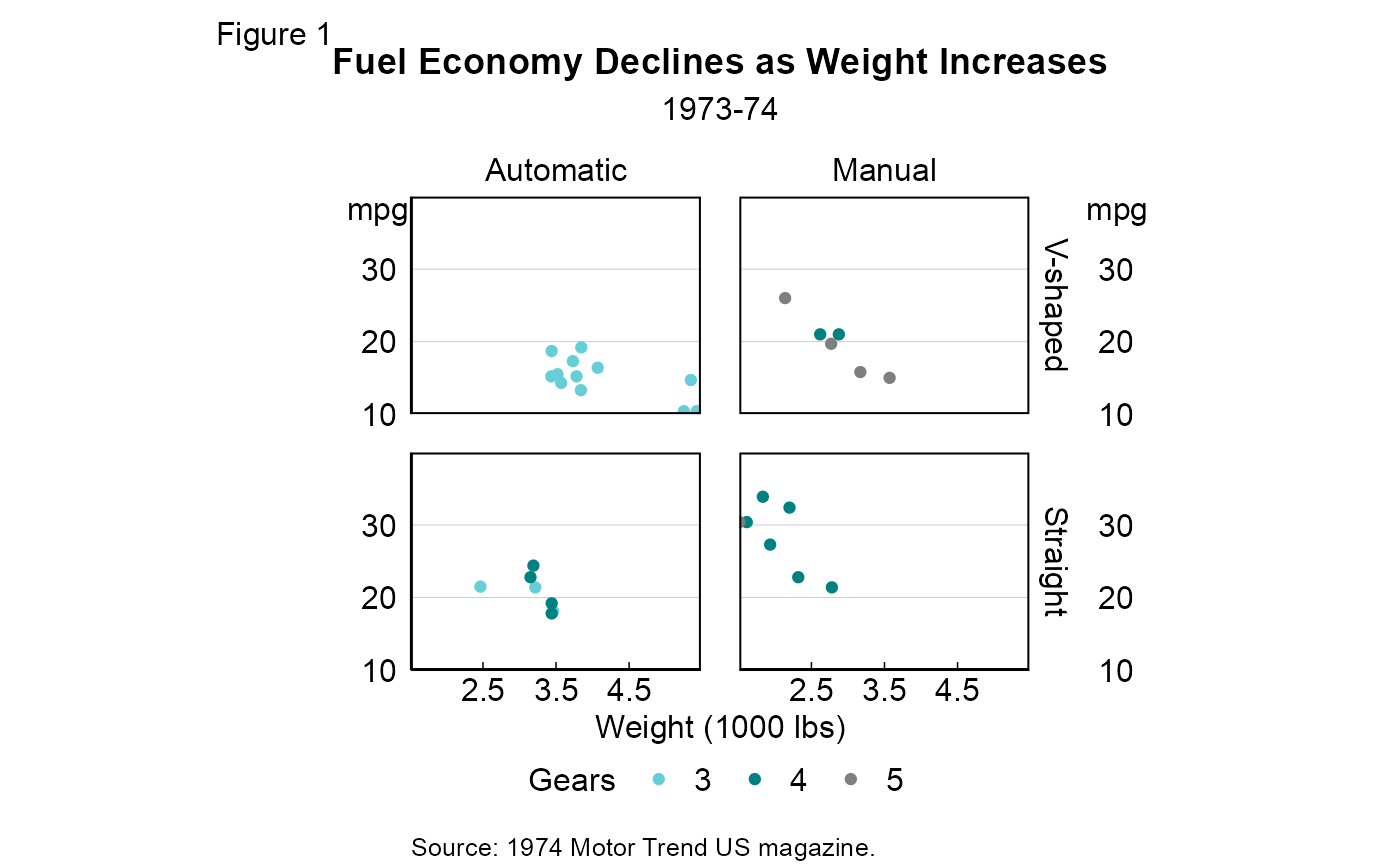 Figure 1
Fuel Economy Declines as Weight Increases
1973-74
Automatic Manual
mpg mpg
30 30
20 20
10 10
V-shaped
30 30
20 20
10 10
Straight
2.5 3.5 4.5 2.5 3.5 4.5
Weight (1000 lbs)
Gears 3 4 5
Source: 1974 Motor Trend US magazine.